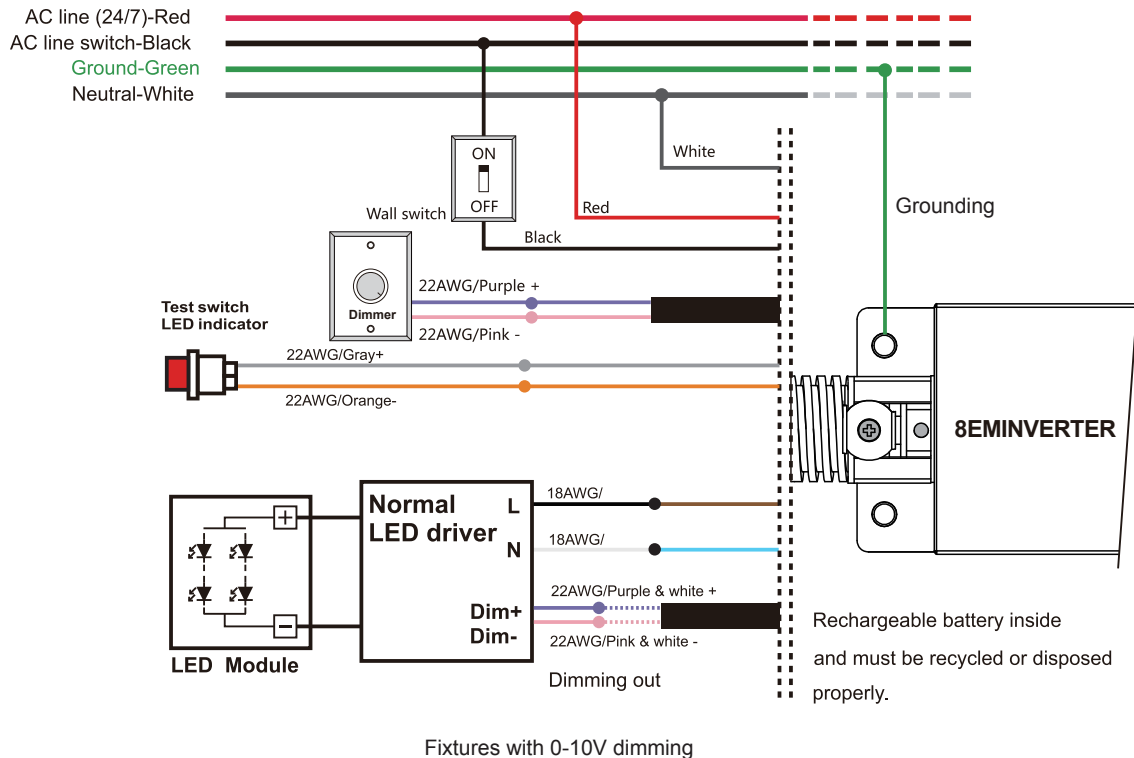 AC line (24/7)-Red
AC line switch-Black
Ground-Green
Neutral-White
ON
OFF
Wall switch
White
Red
Black
Grounding
Dimmer
22AWG/Purple +
22AWG/Pink -
Test switch
LED indicator
22AWG/Gray+
22AWG/Orange-
8EMINVERTER
Normal
LED driver
L
N
Dim+
Dim-
18AWG/
18AWG/
22AWG/Purple & white +
22AWG/Pink & white -
Dimming out
+
−
LED Module
Rechargeable battery inside
and must be recycled or disposed
properly.
Fixtures with 0-10V dimming